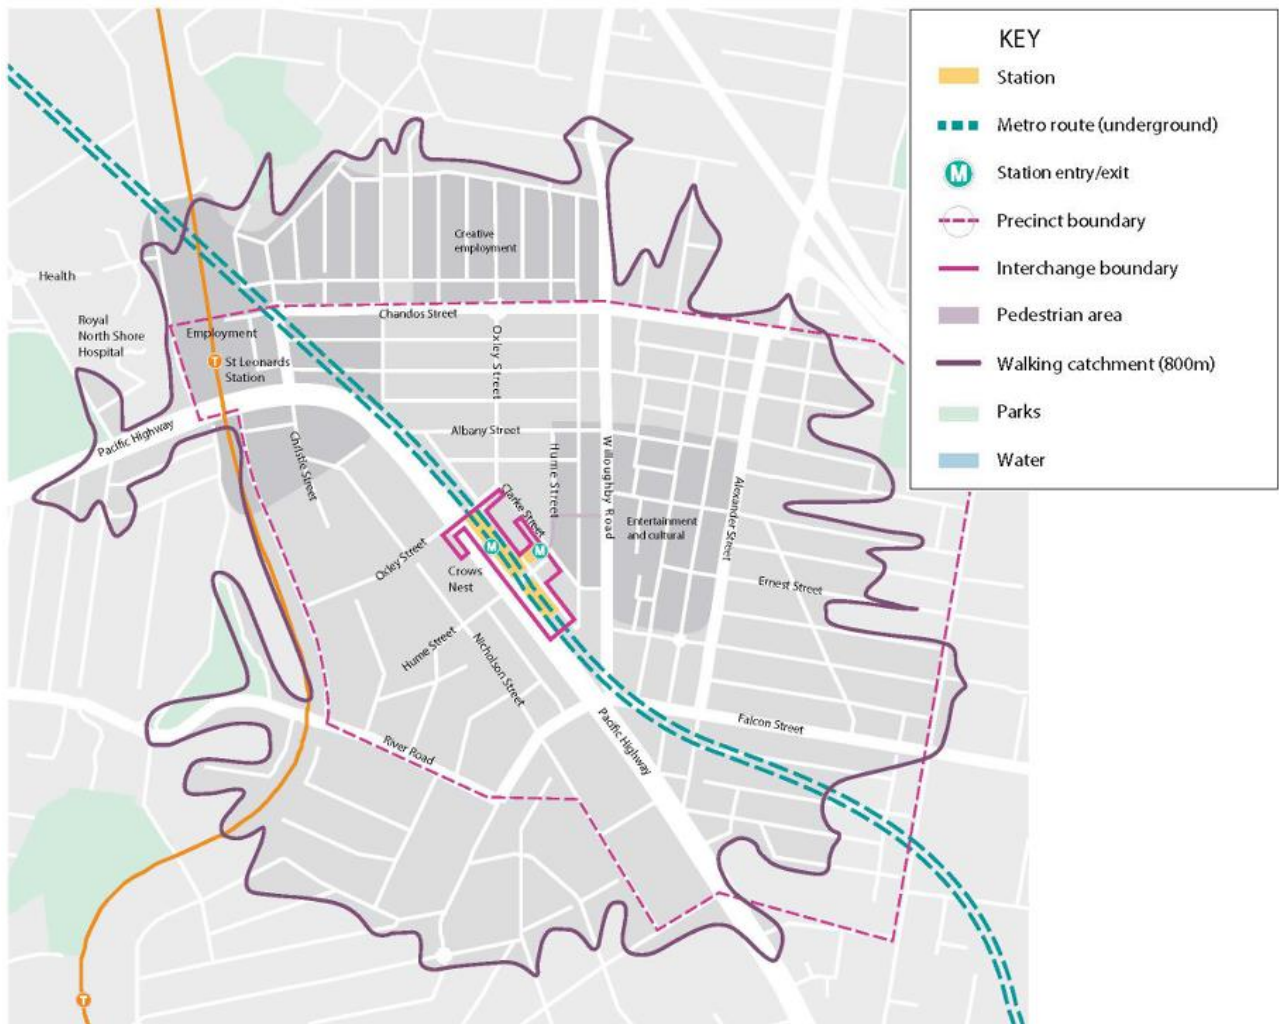 KEY
Station
Metro route (underground)
M
Station entry/exit
Precinct boundary
Interchange boundary
Pedestrian area
Walking catchment (800m)
Parks
Water
Creative
employment
Health
Royal
North Shore
Hospital
Employment
Chandos Street
T
St Leonards
Station
Oxley Street
Pacific Highway
Christie Street
Albany Street
Hume Street
Willoughby Road
Alexander Street
Clarke Street
Entertainment
and cultural
M
M
Oxley Street
Crows
Nest
Ernest Street
Hume Street
Nicholson Street
Pacific Highway
Falcon Street
River Road
T